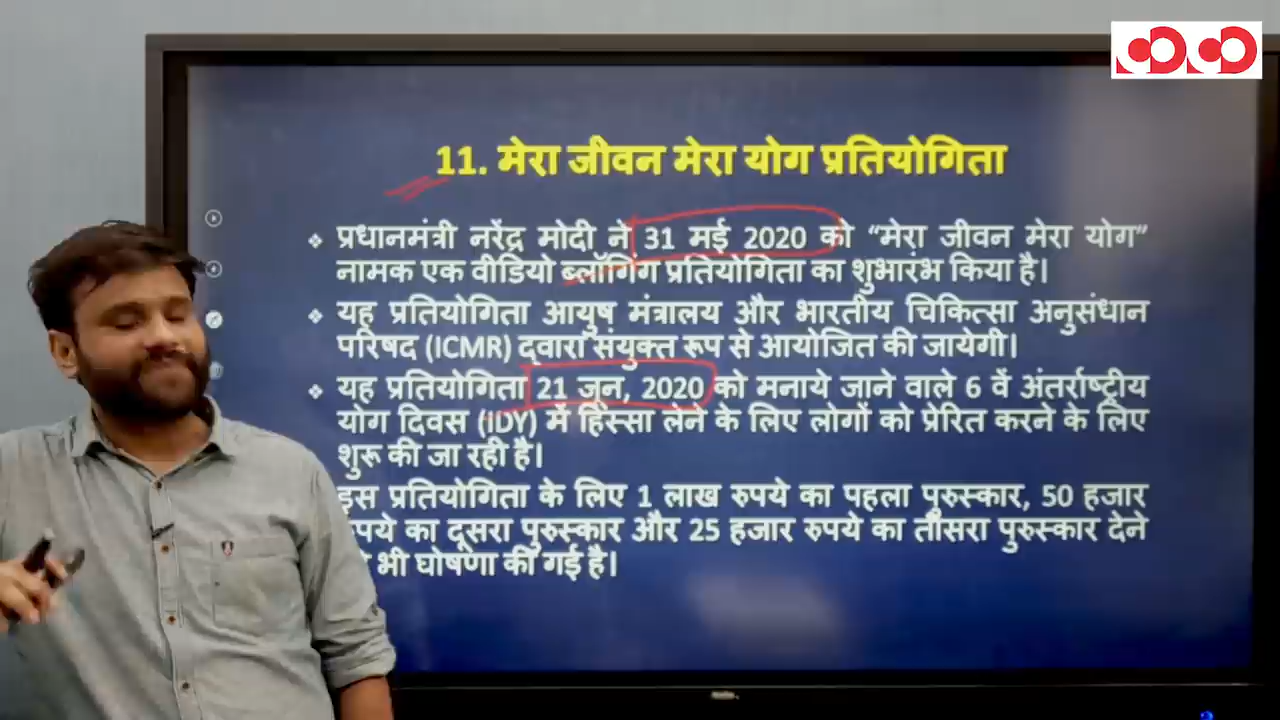 11. मेरा जीवन मेरा योग प्रतियोगिता
❖ प्रधानमंत्री नरेंद्र मोदी ने 31 मई 2020 को “मेरा जीवन मेरा योग”
नामक एक वीडियो ब्लॉगिंग प्रतियोगिता का शुभारंभ किया है।
❖ यह प्रतियोगिता आयुष मंत्रालय और भारतीय चिकित्सा अनुसंधान
परिषद (ICMR) द्वारा संयुक्त रूप से आयोजित की जायेगी।
❖ यह प्रतियोगिता 21 जून, 2020 को मनाये जाने वाले 6 वें अंतर्राष्ट्रीय
योग दिवस (IDY) में हिस्सा लेने के लिए लोगों को प्रेरित करने के लिए
शुरू की जा रही है।
इस प्रतियोगिता के लिए 1 लाख रुपये का पहला पुरुस्कार, 50 हजार
पये का दूसरा पुरुस्कार और 25 हजार रुपये का तीसरा पुरुस्कार देने
भी घोषणा की गई है।